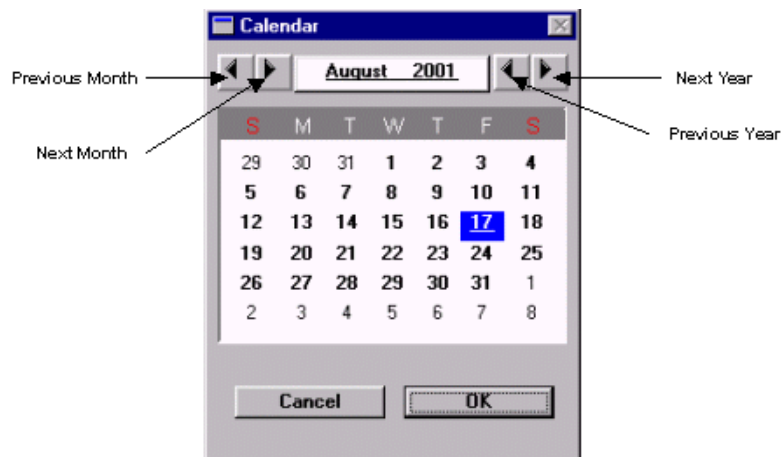 Calendar
August 2001
Previous Month
Next Year
Previous Year
Next Month
S M T W T F S
29 30 31 1 2 3 4
5 6 7 8 9 10 11
12 13 14 15 16 17 18
19 20 21 22 23 24 25
26 27 28 29 30 31 1
2 3 4 5 6 7 8
Cancel OK